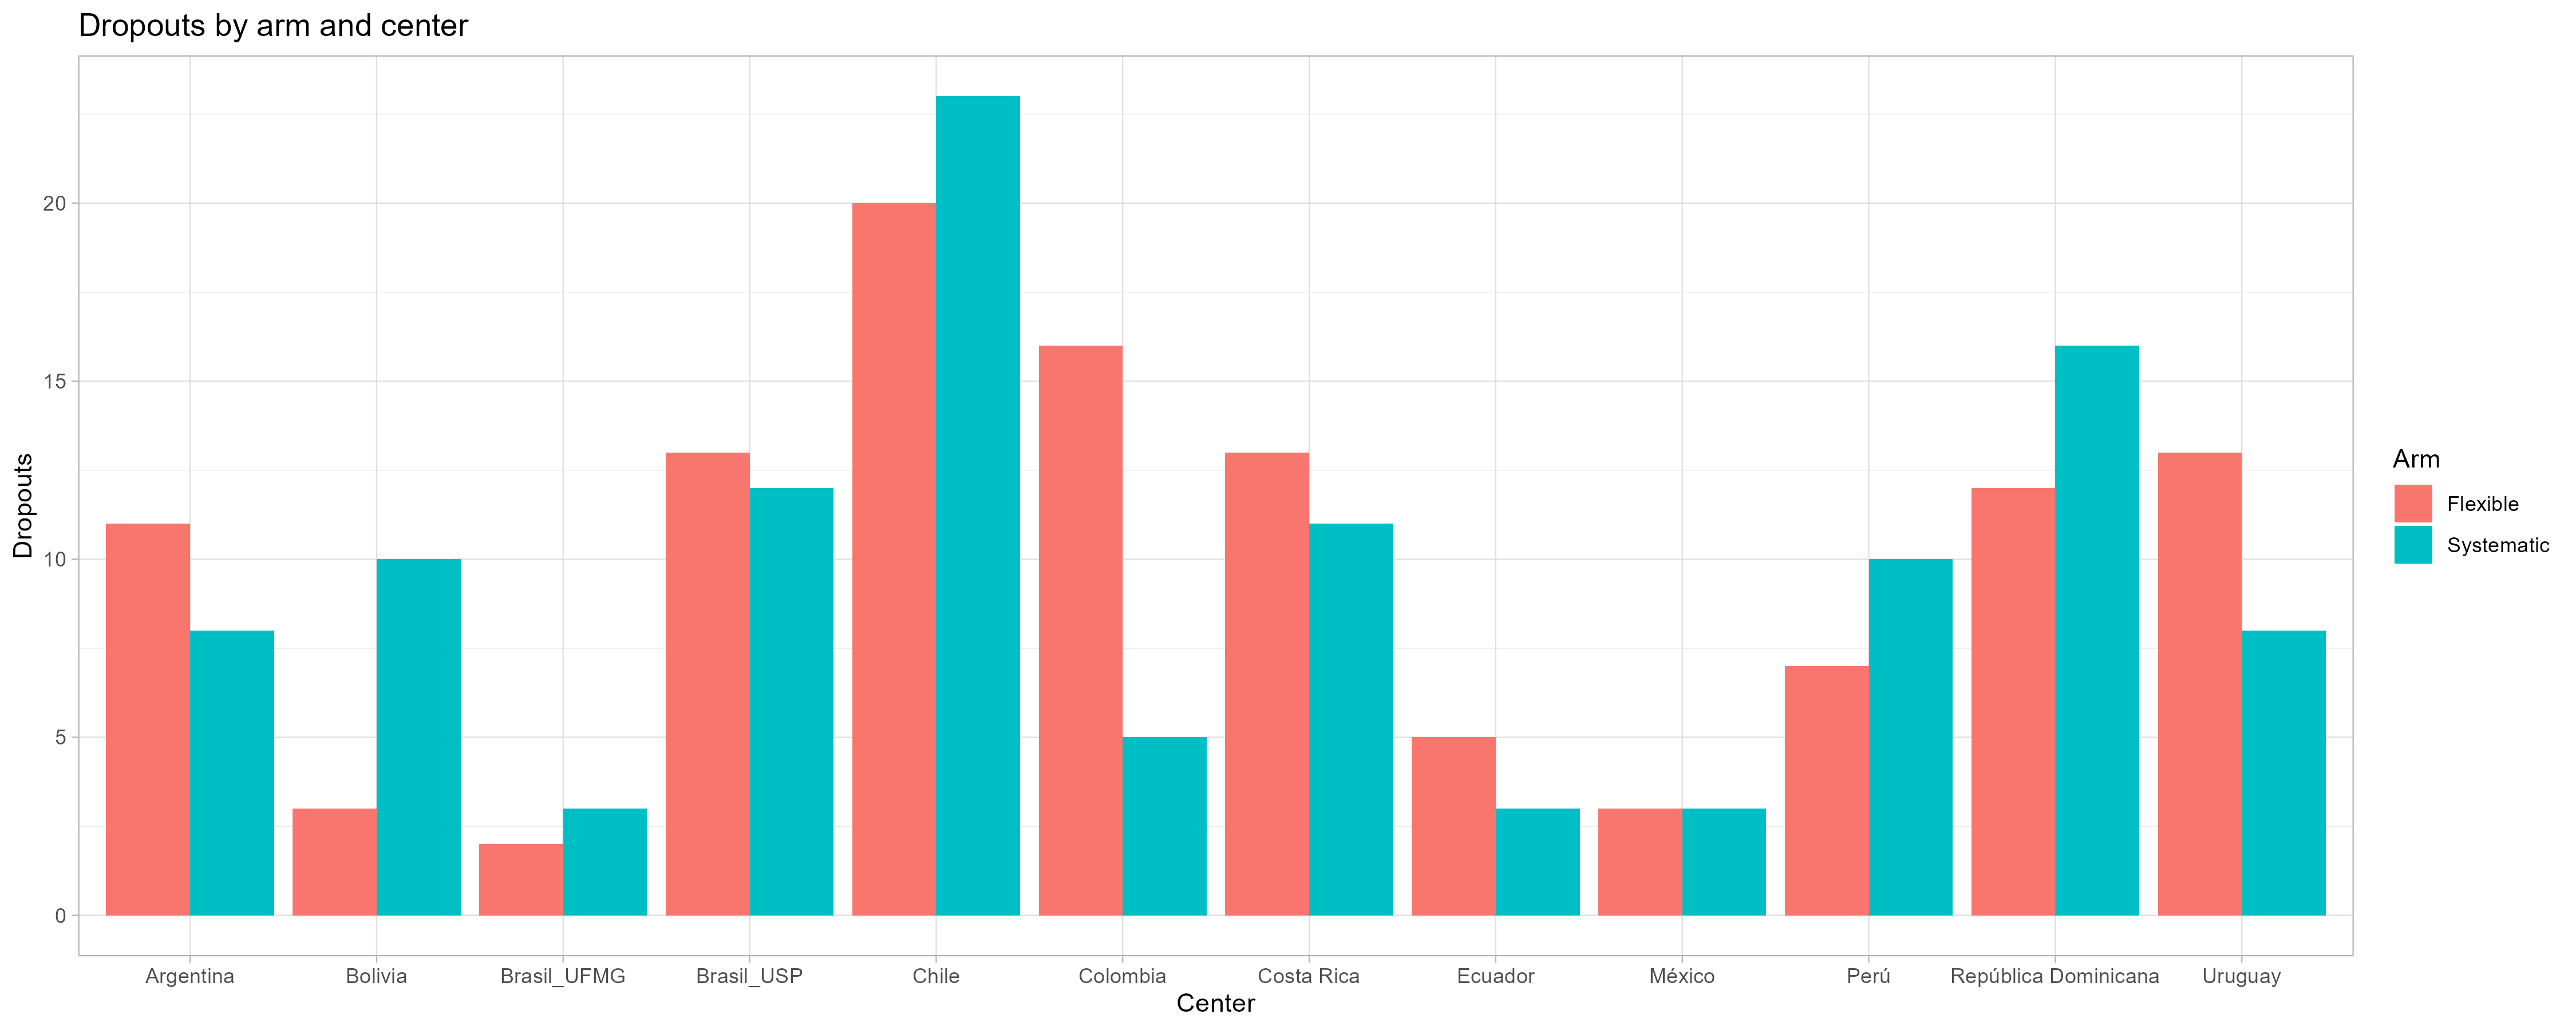 Dropouts by arm and center
Dropouts
20
15
10
5
0
Argentina
Bolivia
Brasil_UFMG
Brasil_USP
Chile
Colombia
Costa Rica
Ecuador
México
Perú
República Dominicana
Uruguay
Center
Arm
Flexible
Systematic